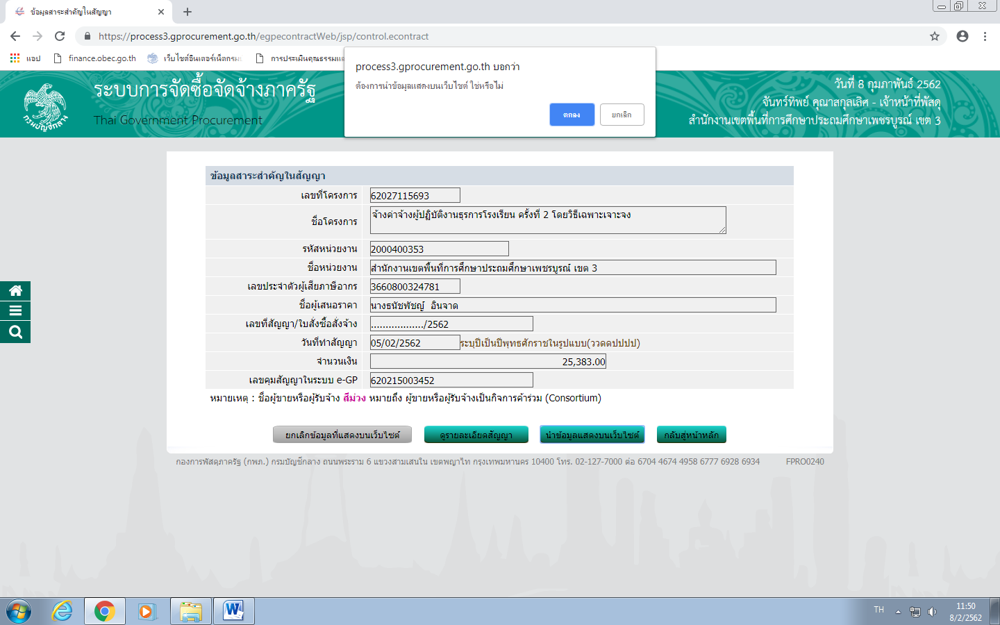 ข้อมูลสาระสำคัญในสัญญา
https://process3.gprocurement.go.th/egpecontractWeb/jsp/control.econtract
แอป
finance.obec.go.th
เว็บไซต์อินเตอร์เน็ตกรม
การประเมินคุณธรรมแล
process3.gprocurement.go.th บอกว่า
ต้องการนำข้อมูลแสดงบนเว็บไซต์ ใช่หรือไม่
ตกลง
ยกเลิก
กรมบัญชีกลาง
ระบบการจัดซื้อจัดจ้างภาครัฐ
Thai Government Procurement
วันที่ 8 กุมภาพันธ์ 2562
จันทร์ทิพย์ คุณาสกุลเลิศ - เจ้าหน้าที่พัสดุ
สำนักงานเขตพื้นที่การศึกษาประถมศึกษาเพชรบูรณ์ เขต 3
ข้อมูลสาระสำคัญในสัญญา
เลขที่โครงการ 62027115693
ชื่อโครงการ จ้างค่าจ้างผู้ปฏิบัติงานธุรการโรงเรียน ครั้งที่ 2 โดยวิธีเฉพาะเจาะจง
รหัสหน่วยงาน 2000400353
ชื่อหน่วยงาน สำนักงานเขตพื้นที่การศึกษาประถมศึกษาเพชรบูรณ์ เขต 3
เลขประจำตัวผู้เสียภาษีอากร 3660800324781
ชื่อผู้เสนอราคา นางธนัชพัชญ์ อินจาด
เลขที่สัญญา/ใบสั่งซื้อสั่งจ้าง ................../2562
วันที่ทำสัญญา 05/02/2562 ระบุปีเป็นปีพุทธศักราชในรูปแบบ(ววดดปปปป)
จำนวนเงิน 25,383.00
เลขคุมสัญญาในระบบ e-GP 620215003452
หมายเหตุ : ชื่อผู้ขายหรือผู้รับจ้าง สีม่วง หมายถึง ผู้ขายหรือผู้รับจ้างเป็นกิจการค้าร่วม (Consortium)
ยกเลิกข้อมูลที่แสดงบนเว็บไซต์
ดูรายละเอียดสัญญา
นำข้อมูลแสดงบนเว็บไซต์
กลับสู่หน้าหลัก
กองการพัสดุภาครัฐ (กพภ.) กรมบัญชีกลาง ถนนพระราม 6 แขวงสามเสนใน เขตพญาไท กรุงเทพมหานคร 10400 โทร. 02-127-7000 ต่อ 6704 4674 4958 6777 6928 6934 FPRO0240
TH
11:50
8/2/2562